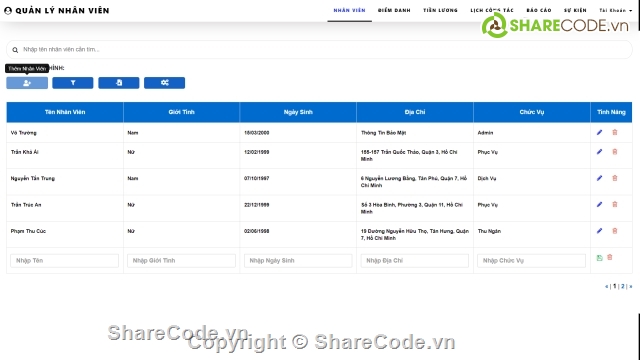 QUẢN LÝ NHÂN VIÊN
NHÂN VIÊN ĐIỂM DANH TIỀN LƯƠNG LỊCH CÔNG TÁC BÁO CÁO SỰ KIỆN Tài Khoản
SHARECODE.vn
Nhập tên nhân viên cần tìm...
Thêm Nhân Viên
HÌNH:
Tên Nhân Viên Giới Tính Ngày Sinh Địa Chỉ Chức Vụ Tính Năng
Võ Trường Nam 15/03/2000 Thông Tin Bảo Mật Admin
Trần Khả Ái Nữ 12/02/1999 155-157 Trần Quốc Thảo, Quận 3, Hồ Chí Minh Phục Vụ
Nguyễn Tấn Trung Nam 07/10/1997 6 Nguyễn Lương Bằng, Tân Phú, Quận 7, Hồ Chí Minh Dịch Vụ
Trần Trúc An Nữ 22/12/1999 Số 3 Hòa Bình, Phường 3, Quận 11, Hồ Chí Minh Phục Vụ
Phạm Thu Cúc Nữ 02/06/1998 19 Đường Nguyễn Hữu Thọ, Tân Hưng, Quận 7, Hồ Chí Minh Thu Ngân
Nhập Tên Nhập Giới Tính Nhập Ngày Sinh Nhập Địa Chỉ Nhập Chức Vụ
« | 1 | 2 | »
ShareCode.vn
Copyright © ShareCode.vn